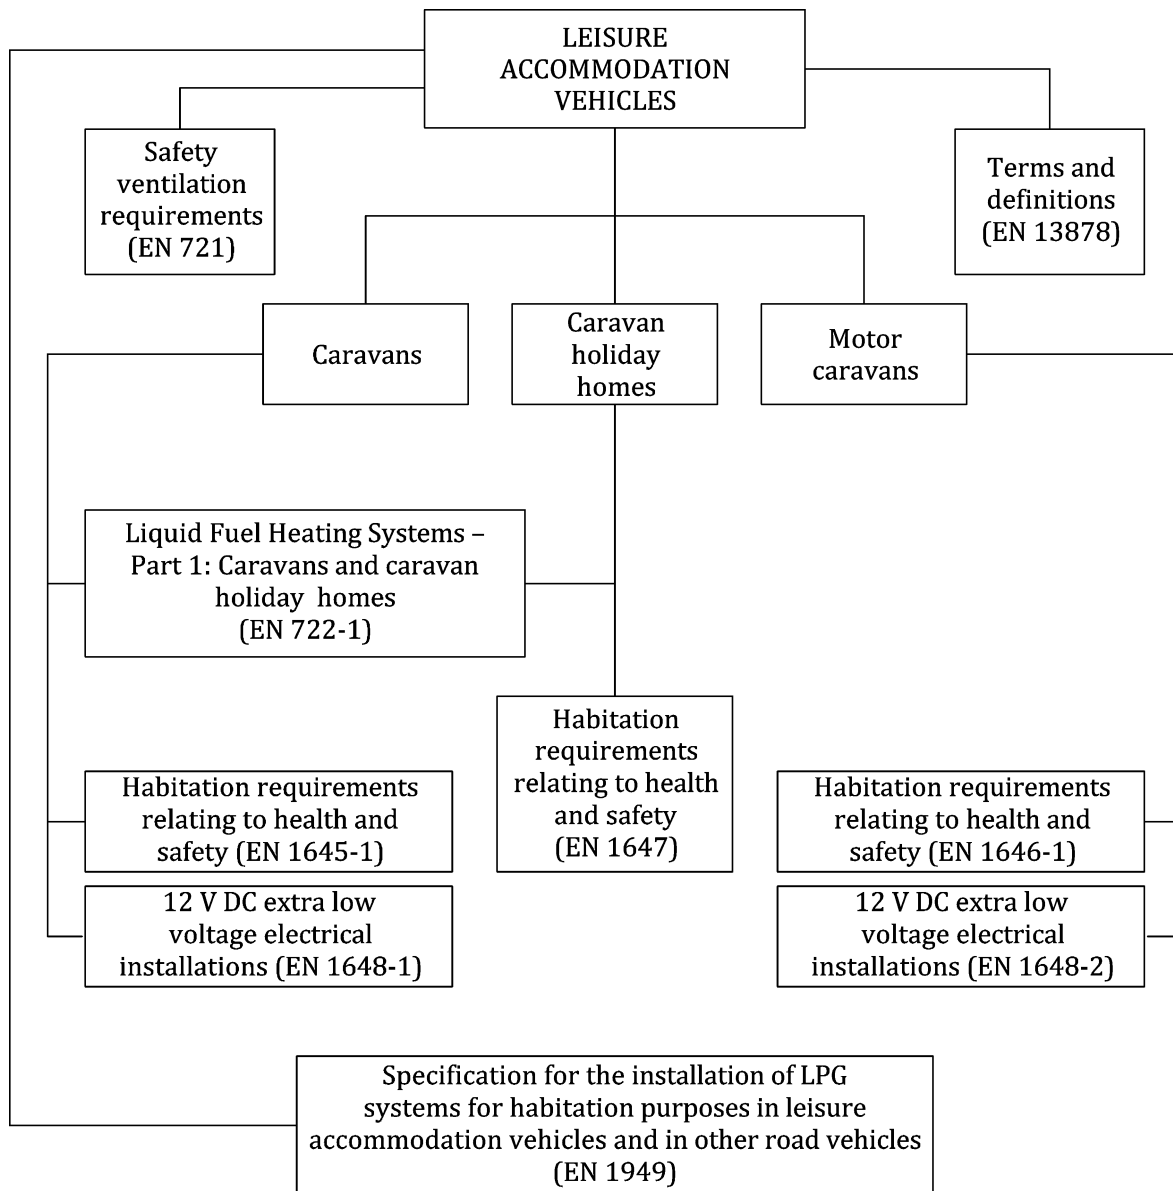 LEISURE
ACCOMMODATION
VEHICLES
Safety
ventilation
requirements
(EN 721)
Terms and
definitions
(EN 13878)
Caravans
Caravan
holiday
homes
Motor
caravans
Liquid Fuel Heating Systems –
Part 1: Caravans and caravan
holiday homes
(EN 722-1)
Habitation
requirements
relating to health
and safety
(EN 1647)
Habitation requirements
relating to health and
safety (EN 1645-1)
Habitation requirements
relating to health and
safety (EN 1646-1)
12 V DC extra low
voltage electrical
installations (EN 1648-1)
12 V DC extra low
voltage electrical
installations (EN 1648-2)
Specification for the installation of LPG
systems for habitation purposes in leisure
accommodation vehicles and in other road vehicles
(EN 1949)